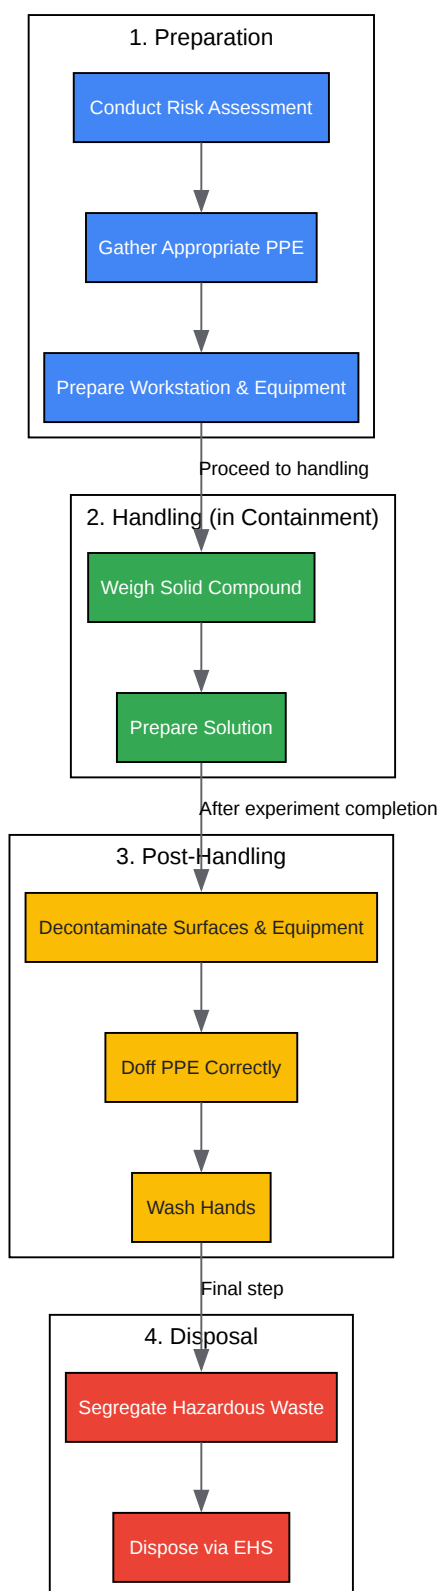 1. Preparation
Conduct Risk Assessment
Gather Appropriate PPE
Prepare Workstation & Equipment
Proceed to handling
2. Handling (in Containment)
Weigh Solid Compound
Prepare Solution
After experiment completion
3. Post-Handling
Decontaminate Surfaces & Equipment
Doff PPE Correctly
Wash Hands
Final step
4. Disposal
Segregate Hazardous Waste
Dispose via EHS